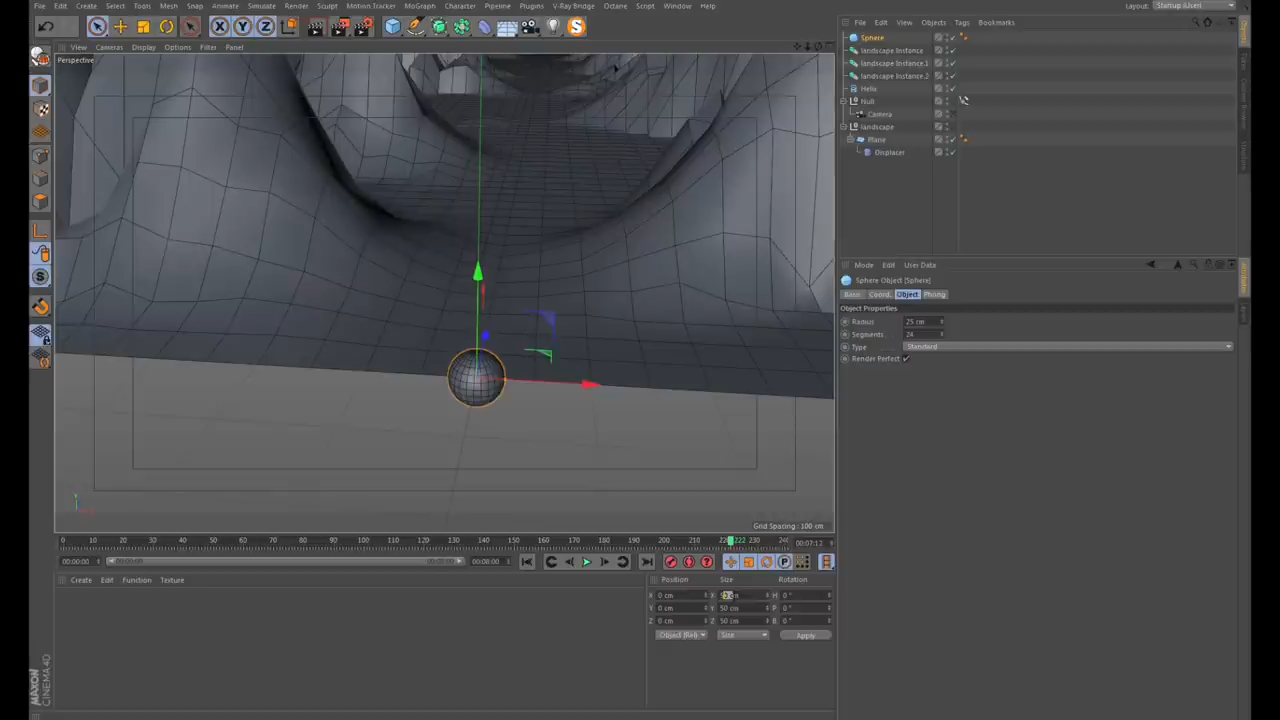 File Edit Create Select Tools Mesh Snap Animate Simulate Render Sculpt Motion Tracker MoGraph Character Pipeline Plugins V-Ray Bridge Octane Script Window Help
Layout: Startup (User)
View Cameras Display Options Filter Panel
Perspective
Grid Spacing : 100 cm
0 10 20 30 40 50 60 70 80 90 100 110 120 130 140 150 160 170 180 190 200 210 222 230
00:07:12
00:00:00
00:08:00
Create Edit Function Texture
Position Size Rotation
X 0 cm X H 0 °
Y 0 cm Y 50 cm P 0 °
Z 0 cm Z 50 cm B 0 °
Object (Rel) Size Apply
MAXON
CINEMA 4D
File Edit View Objects Tags Bookmarks
Sphere
landscape Instance
landscape Instance.1
Helix
Null
Camera
landscape
Plane
Displacer
Mode Edit User Data
Sphere Object [Sphere]
Coord. Object Phong
Object Properties
Radius 25 cm
Segments 24
Type Standard
Render Perfect